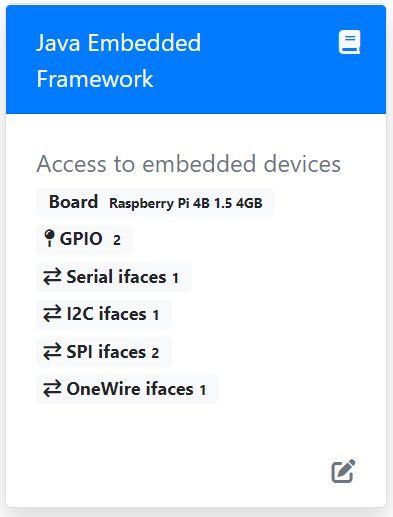 Java Embedded
Framework
Access to embedded devices
Board Raspberry Pi 4B 1.5 4GB
GPIO 2
Serial ifaces 1
I2C ifaces 1
SPI ifaces 2
OneWire ifaces 1